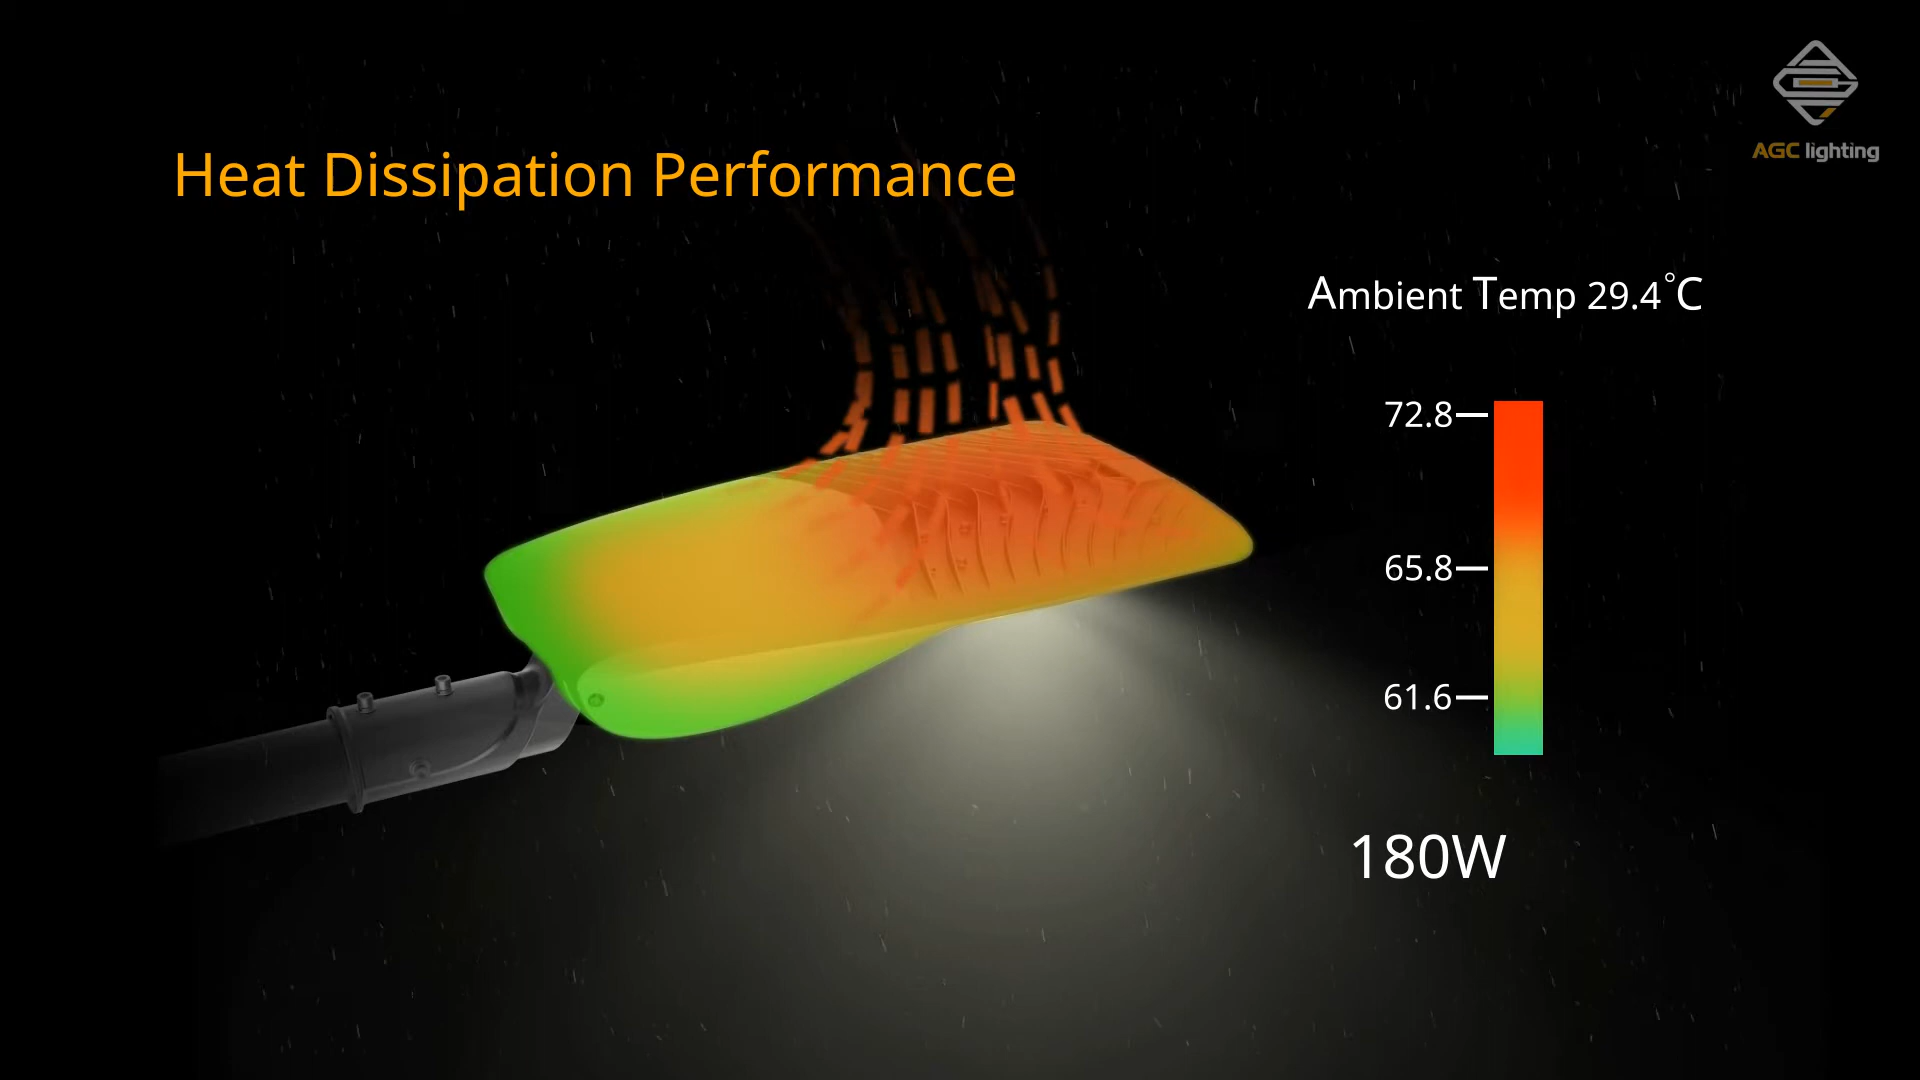 AGC lighting
Heat Dissipation Performance
Ambient Temp 29.4°C
72.8
65.8
61.6
180W